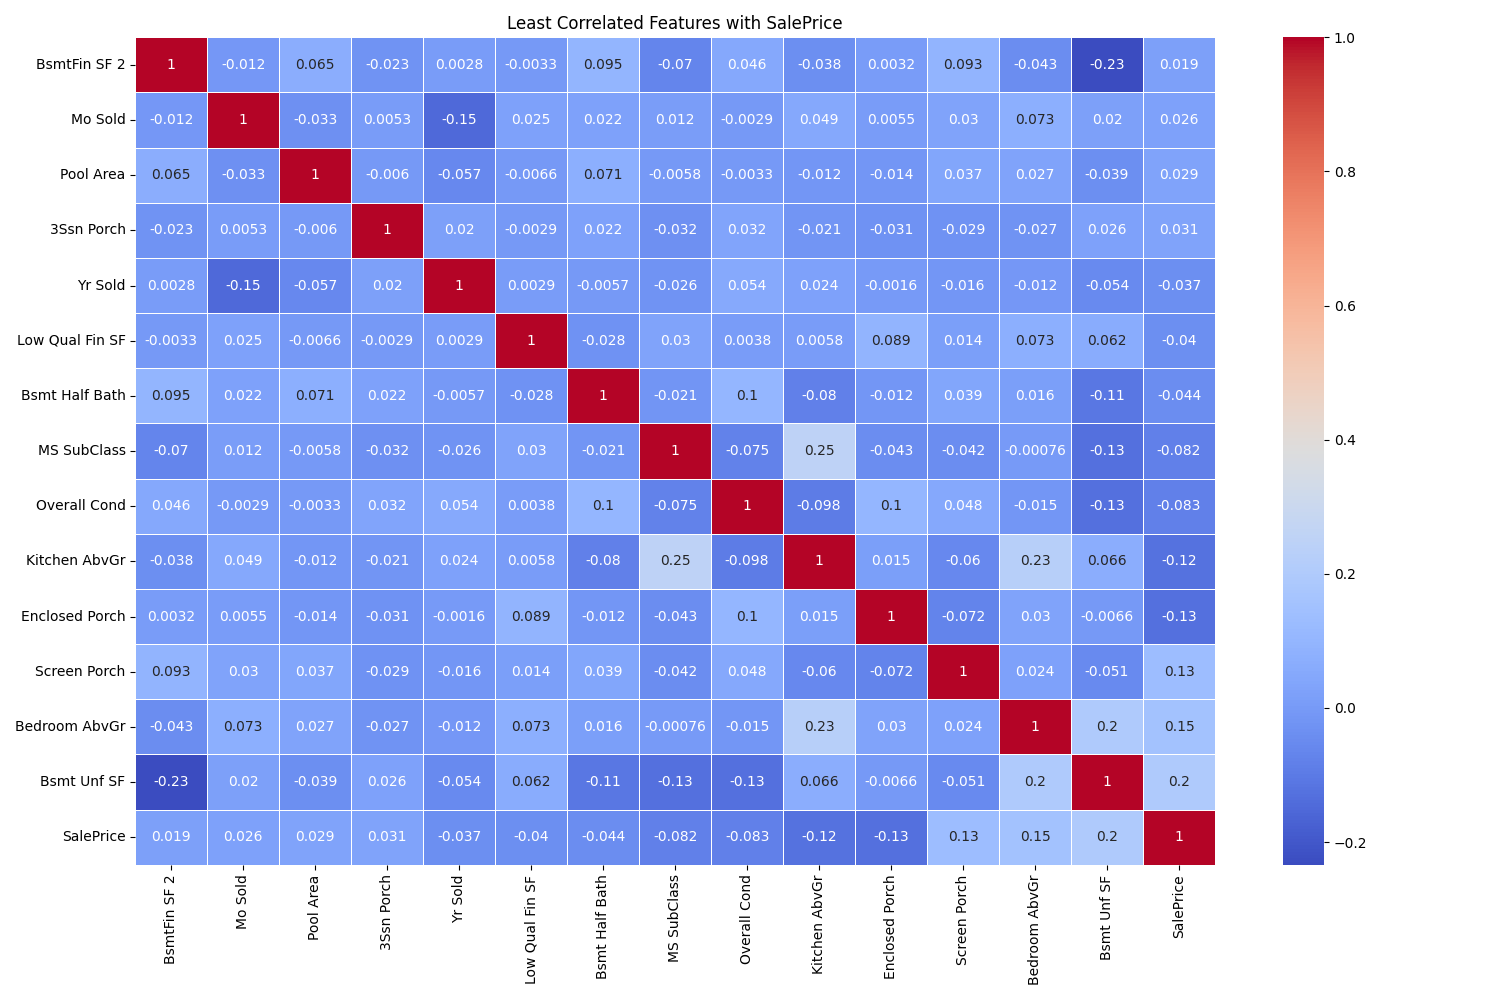 Least Correlated Features with SalePrice
BsmtFin SF 2 1 -0.012 0.065 -0.023 0.0028 -0.0033 0.095 -0.07 0.046 -0.038 0.0032 0.093 -0.043 -0.23 0.019
Mo Sold -0.012 1 -0.033 0.0053 -0.15 0.025 0.022 0.012 -0.0029 0.049 0.0055 0.03 0.073 0.02 0.026
Pool Area 0.065 -0.033 1 -0.006 -0.057 -0.0066 0.071 -0.0058 -0.0033 -0.012 -0.014 0.037 0.027 -0.039 0.029
3Ssn Porch -0.023 0.0053 -0.006 1 0.02 -0.0029 0.022 -0.032 0.032 -0.021 -0.031 -0.029 -0.027 0.026 0.031
Yr Sold 0.0028 -0.15 -0.057 0.02 1 0.0029 -0.0057 -0.026 0.054 0.024 -0.0016 -0.016 -0.012 -0.054 -0.037
Low Qual Fin SF -0.0033 0.025 -0.0066 -0.0029 0.0029 1 -0.028 0.03 0.0038 0.0058 0.089 0.014 0.073 0.062 -0.04
Bsmt Half Bath 0.095 0.022 0.071 0.022 -0.0057 -0.028 1 -0.021 0.1 -0.08 -0.012 0.039 0.016 -0.11 -0.044
MS SubClass -0.07 0.012 -0.0058 -0.032 -0.026 0.03 -0.021 1 -0.075 0.25 -0.043 -0.042 -0.00076 -0.13 -0.082
Overall Cond 0.046 -0.0029 -0.0033 0.032 0.054 0.0038 0.1 -0.075 1 -0.098 0.1 0.048 -0.015 -0.13 -0.083
Kitchen AbvGr -0.038 0.049 -0.012 -0.021 0.024 0.0058 -0.08 0.25 -0.098 1 0.015 -0.06 0.23 0.066 -0.12
Enclosed Porch 0.0032 0.0055 -0.014 -0.031 -0.0016 0.089 -0.012 -0.043 0.1 0.015 1 -0.072 0.03 -0.0066 -0.13
Screen Porch 0.093 0.03 0.037 -0.029 -0.016 0.014 0.039 -0.042 0.048 -0.06 -0.072 1 0.024 -0.051 0.13
Bedroom AbvGr -0.043 0.073 0.027 -0.027 -0.012 0.073 0.016 -0.00076 -0.015 0.23 0.03 0.024 1 0.2 0.15
Bsmt Unf SF -0.23 0.02 -0.039 0.026 -0.054 0.062 -0.11 -0.13 -0.13 0.066 -0.0066 -0.051 0.2 1 0.2
SalePrice 0.019 0.026 0.029 0.031 -0.037 -0.04 -0.044 -0.082 -0.083 -0.12 -0.13 0.13 0.15 0.2 1
BsmtFin SF 2
Mo Sold
Pool Area
3Ssn Porch
Yr Sold
Low Qual Fin SF
Bsmt Half Bath
MS SubClass
Overall Cond
Kitchen AbvGr
Enclosed Porch
Screen Porch
Bedroom AbvGr
Bsmt Unf SF
SalePrice
1.0
0.8
0.6
0.4
0.2
0.0
−0.2